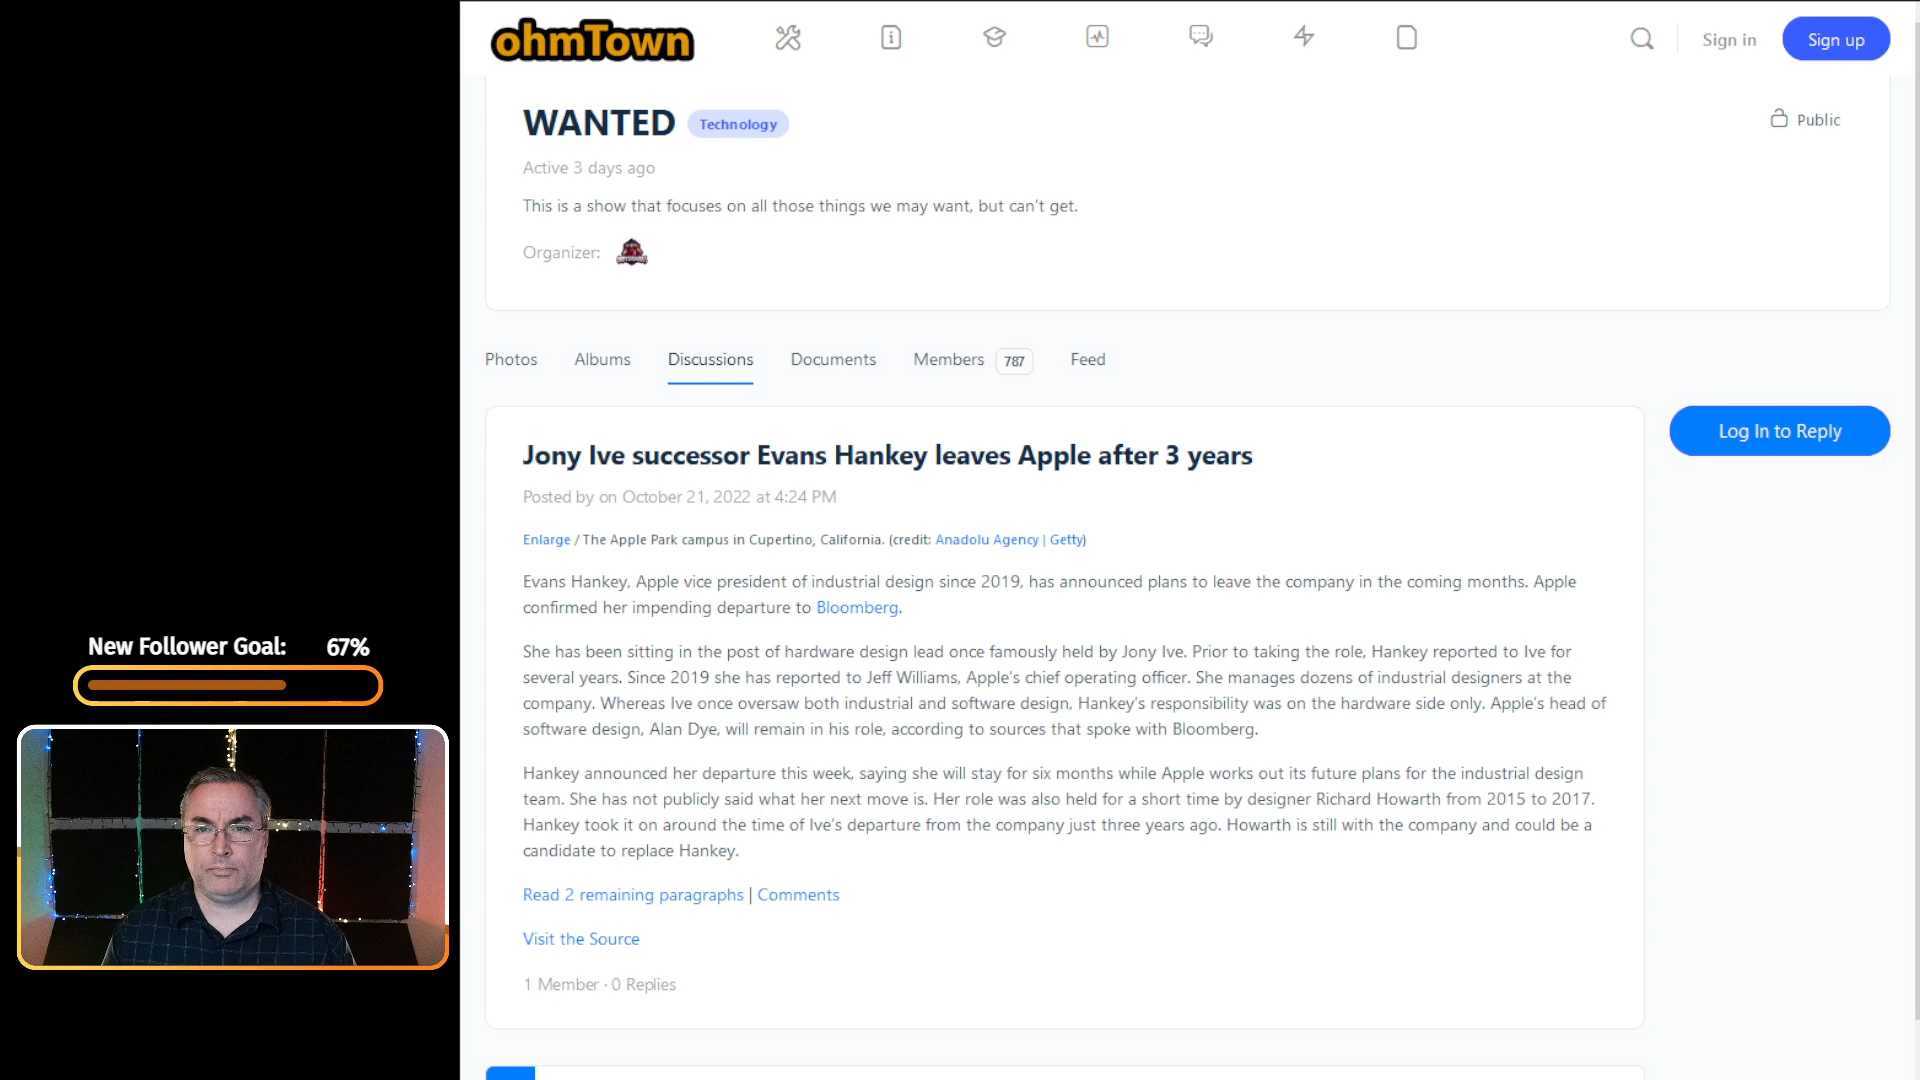 ohmTown
Sign in
Sign up
WANTED
Technology
Public
Active 3 days ago
This is a show that focuses on all those things we may want, but can't get.
Organizer:
Photos
Albums
Discussions
Documents
Members
787
Feed
Log In to Reply
Jony Ive successor Evans Hankey leaves Apple after 3 years
Posted by on October 21, 2022 at 4:24 PM
Enlarge / The Apple Park campus in Cupertino, California. (credit: Anadolu Agency | Getty)
Evans Hankey, Apple vice president of industrial design since 2019, has announced plans to leave the company in the coming months. Apple
confirmed her impending departure to Bloomberg.
She has been sitting in the post of hardware design lead once famously held by Jony Ive. Prior to taking the role, Hankey reported to Ive for
several years. Since 2019 she has reported to Jeff Williams, Apple's chief operating officer. She manages dozens of industrial designers at the
company. Whereas Ive once oversaw both industrial and software design, Hankey's responsibility was on the hardware side only. Apple's head of
software design, Alan Dye, will remain in his role, according to sources that spoke with Bloomberg.
Hankey announced her departure this week, saying she will stay for six months while Apple works out its future plans for the industrial design
team. She has not publicly said what her next move is. Her role was also held for a short time by designer Richard Howarth from 2015 to 2017.
Hankey took it on around the time of Ive's departure from the company just three years ago. Howarth is still with the company and could be a
candidate to replace Hankey.
Read 2 remaining paragraphs | Comments
Visit the Source
1 Member · 0 Replies
New Follower Goal: 67%